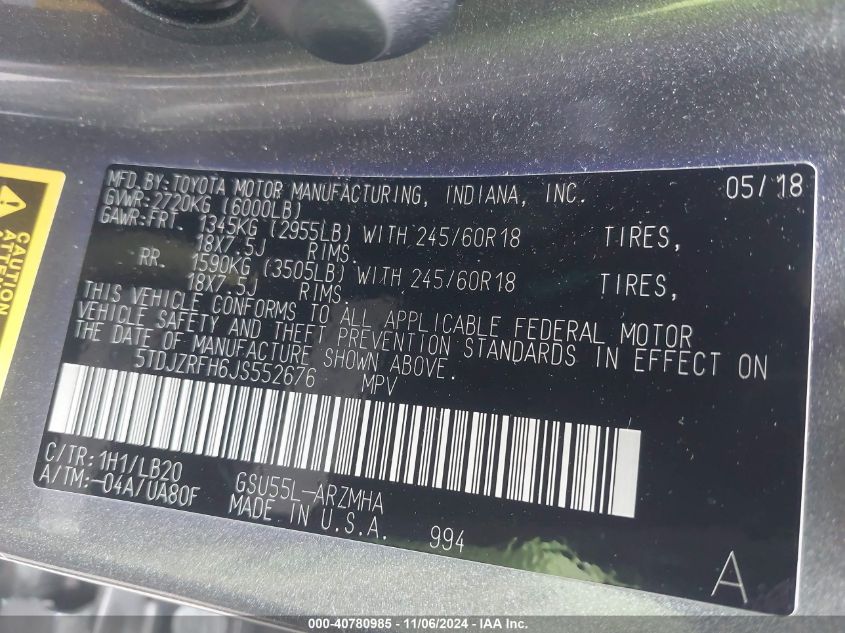 MFD.BY:TOYOTA MOTOR MANUFACTURING, INDIANA, INC. 05/18
GVWR:2720KG (6000LB)
GAWR:FRT. 1345KG (2955LB) WITH 245/60R18 TIRES,
18X7.5J RIMS.
RR. 1590KG (3505LB) WITH 245/60R18 TIRES,
18X7.5J RIMS.
THIS VEHICLE CONFORMS TO ALL APPLICABLE FEDERAL MOTOR
VEHICLE SAFETY AND THEFT PREVENTION STANDARDS IN EFFECT ON
THE DATE OF MANUFACTURE SHOWN ABOVE.
5TDJZRFH6JS552676 MPV
C/TR:1H1/LB20
A/TM:-04A/UA80F
GSU55L-ARZMHA
MADE IN U.S.A. 994
A
CAUTION
ATTENTION
000-40780985 - 11/06/2024 - IAA Inc.